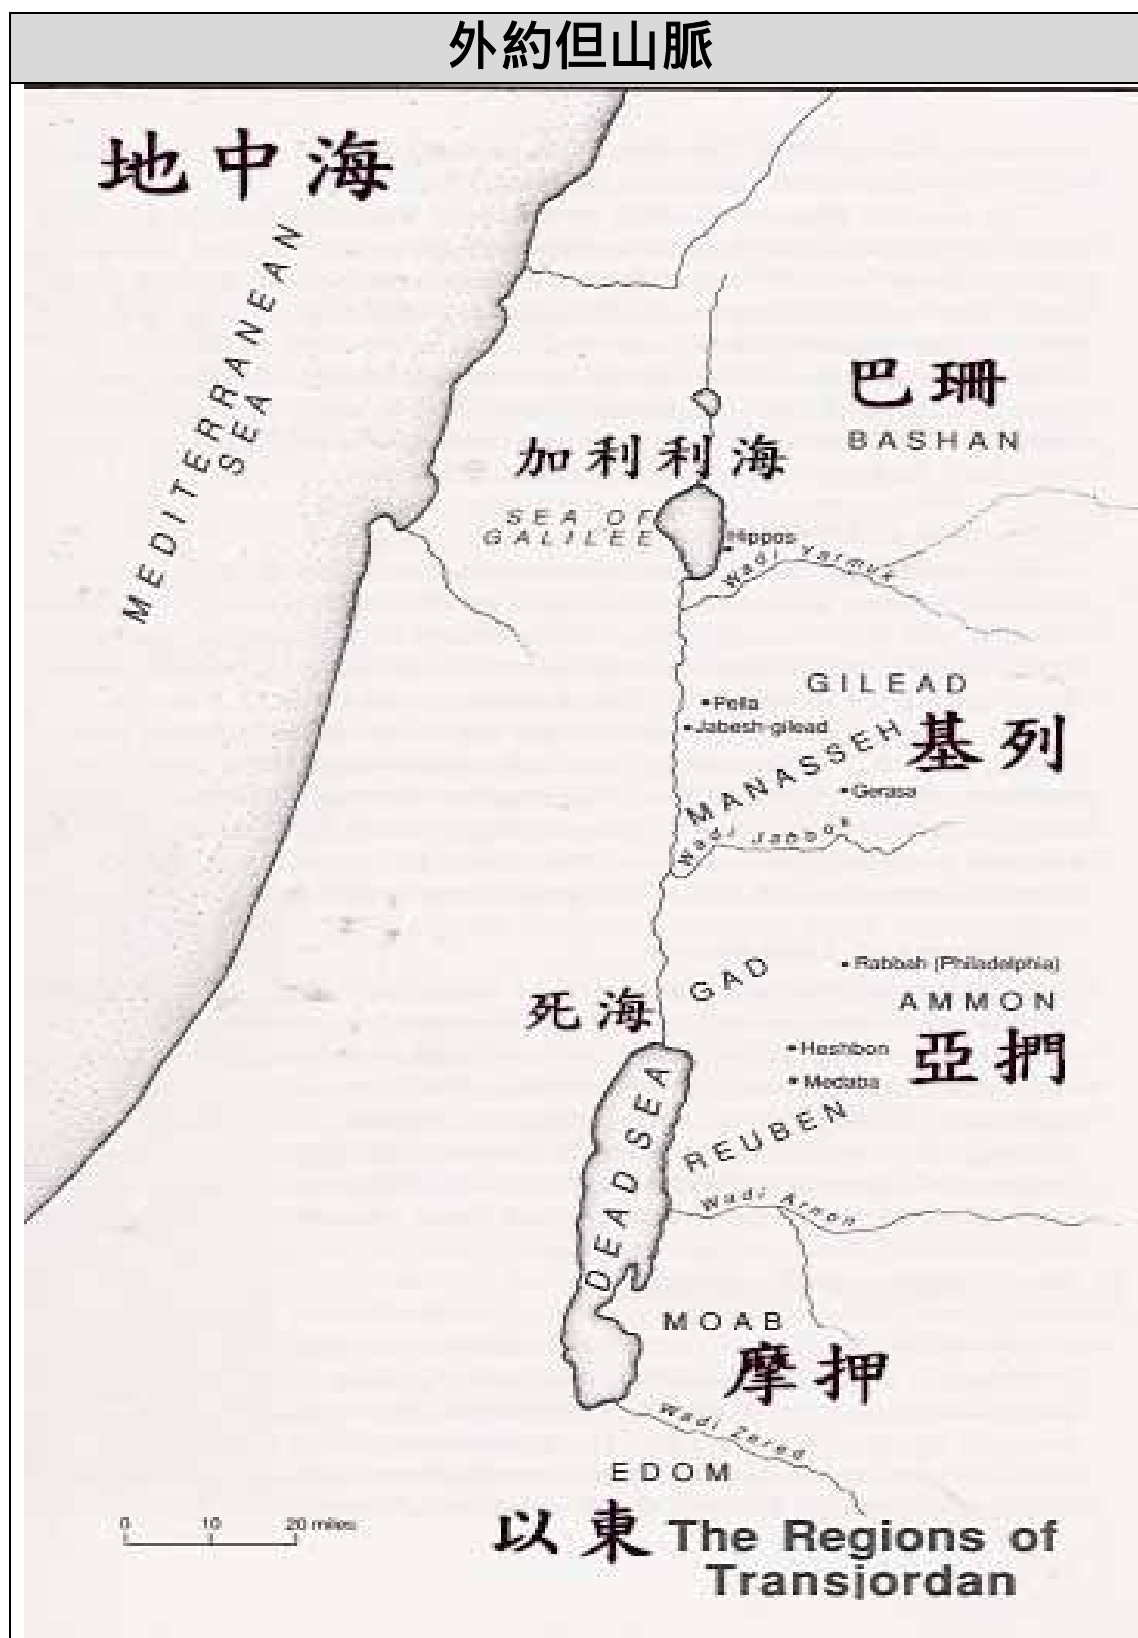 外約但山脈
地中海
MEDITERRANEAN
SEA
巴珊
BASHAN
加利利海
SEA OF
GALILEE
Hippos
Wadi Yarmuk
GILEAD
基列
Pella
Jabesh-gilead
MANASSEH
Gerasa
Wadi Jabbok
GAD
Rabbah (Philadelphia)
AMMON
亞捫
死海
DEAD SEA
Heshbon
Medaba
REUBEN
Wadi Arnon
MOAB
摩押
Wadi Zered
EDOM
以東
0 10 20 miles
The Regions of
Transjordan